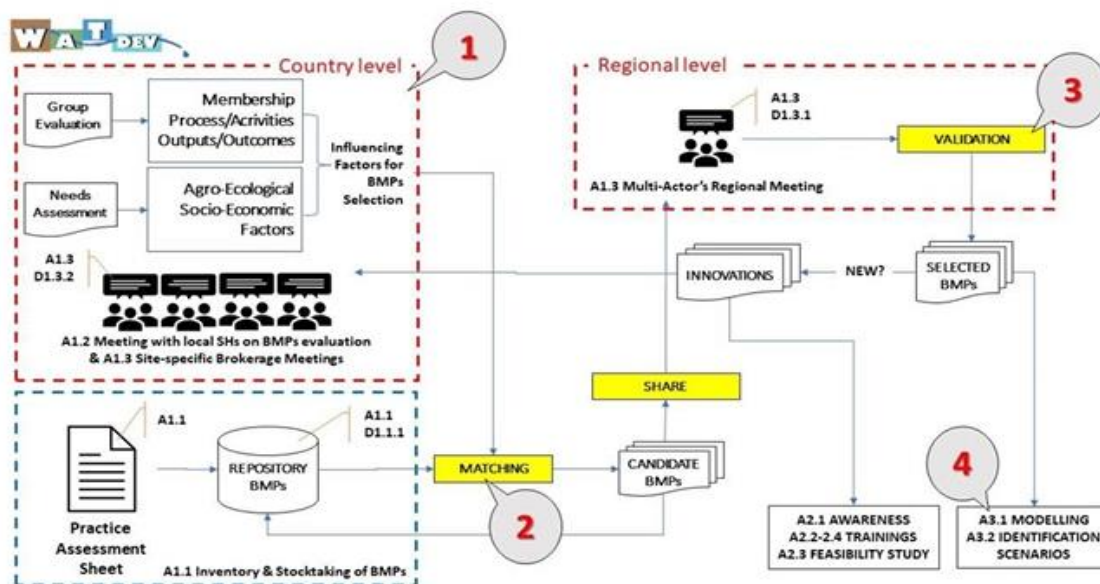 WAT DEV
Country level
1
Group
Evaluation
Membership
Process/Acrivities
Outputs/Outcomes
Influencing
Factors for
BMPs
Selection
Needs
Assessment
Agro-Ecological
Socio-Economic
Factors
A1.3
D1.3.2
A1.2 Meeting with local SHs on BMPs evaluation
& A1.3 Site-specific Brokerage Meetings
Regional level
A1.3
D1.3.1
3
VALIDATION
A1.3 Multi-Actor's Regional Meeting
INNOVATIONS
NEW?
SELECTED
BMPs
SHARE
A1.1
A1.1
D1.1.1
REPOSITORY
BMPs
MATCHING
CANDIDATE
BMPs
2
4
Practice
Assessment
Sheet
A1.1 Inventory & Stocktaking of BMPs
A2.1 AWARENESS
A2.2-2.4 TRAININGS
A2.3 FEASIBILITY STUDY
A3.1 MODELLING
A3.2 IDENTIFICATION
SCENARIOS